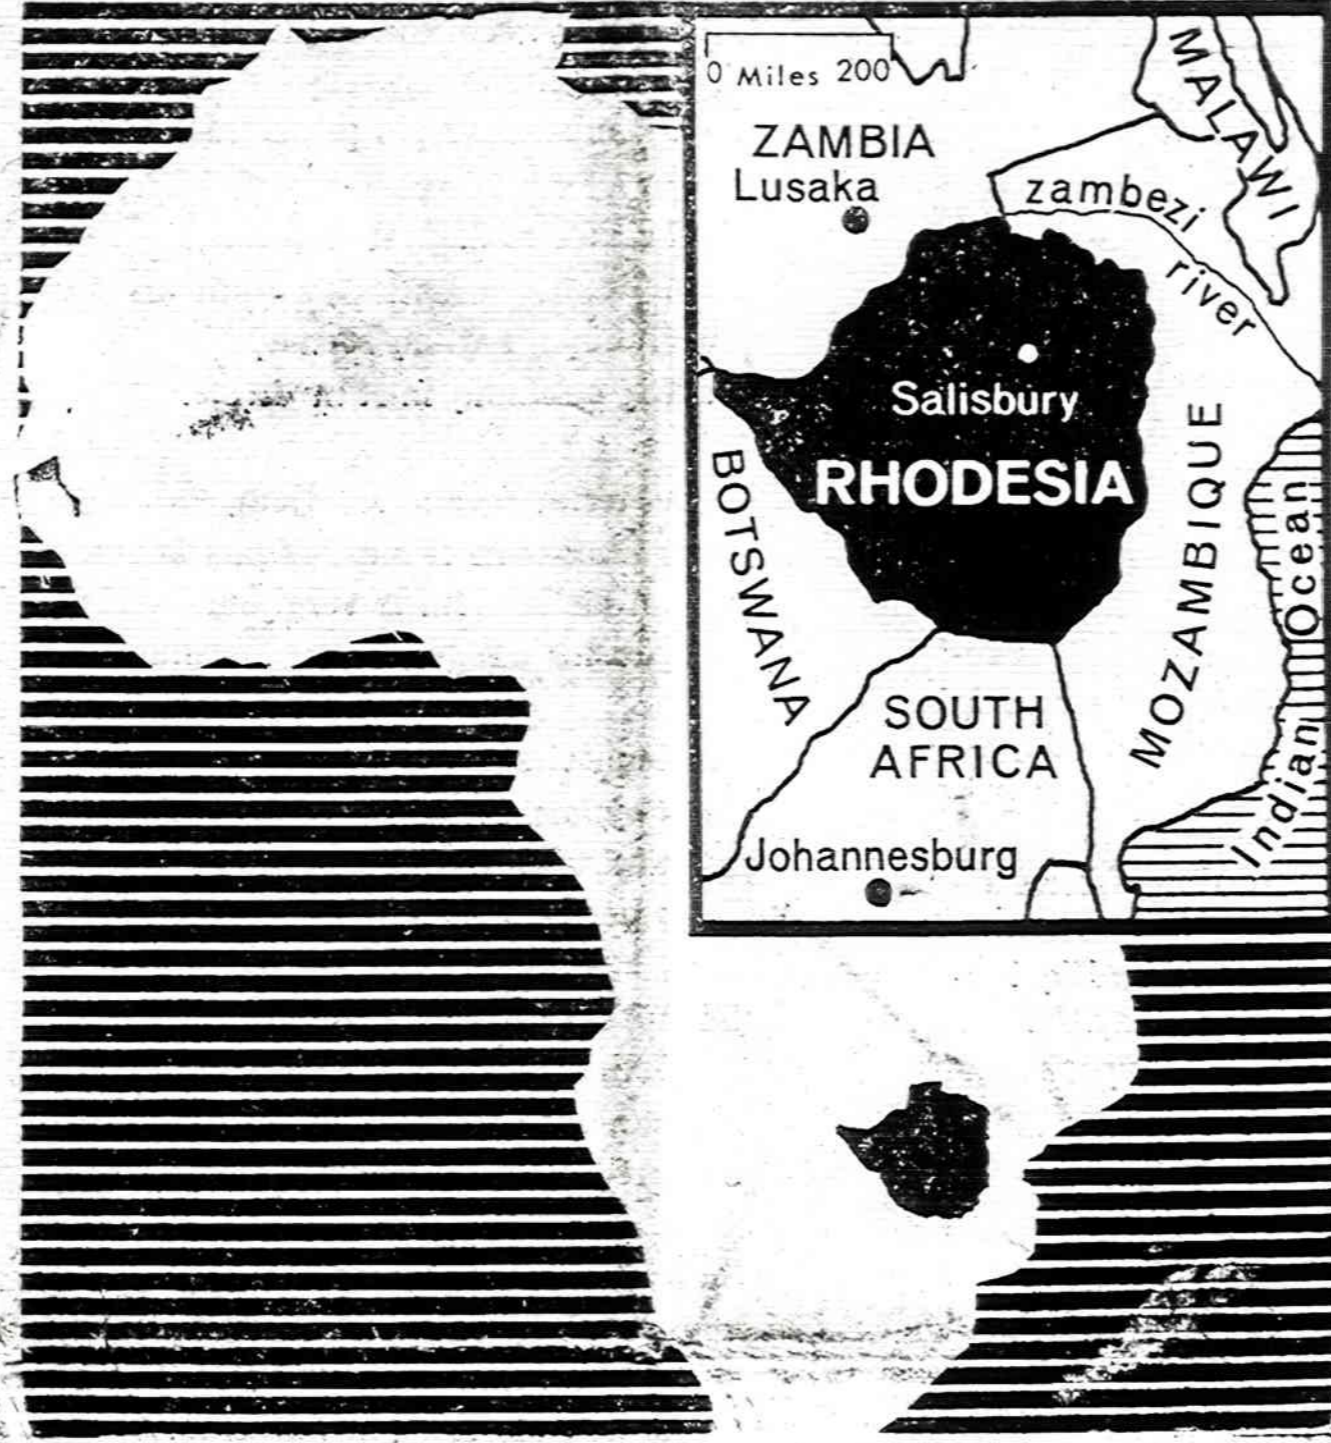 0 Miles 200
MALAWI
ZAMBIA
Lusaka
zambezi
river
Salisbury
RHODESIA
BOTSWANA
MOZAMBIQUE
Indian Ocean
SOUTH
AFRICA
Johannesburg